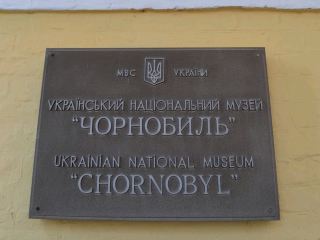 МВС УКРАЇНИ
УКРАЇНСЬКИЙ НАЦІОНАЛЬНИЙ МУЗЕЙ
“ЧОРНОБИЛЬ”
UKRAINIAN NATIONAL MUSEUM
“CHORNOBYL”